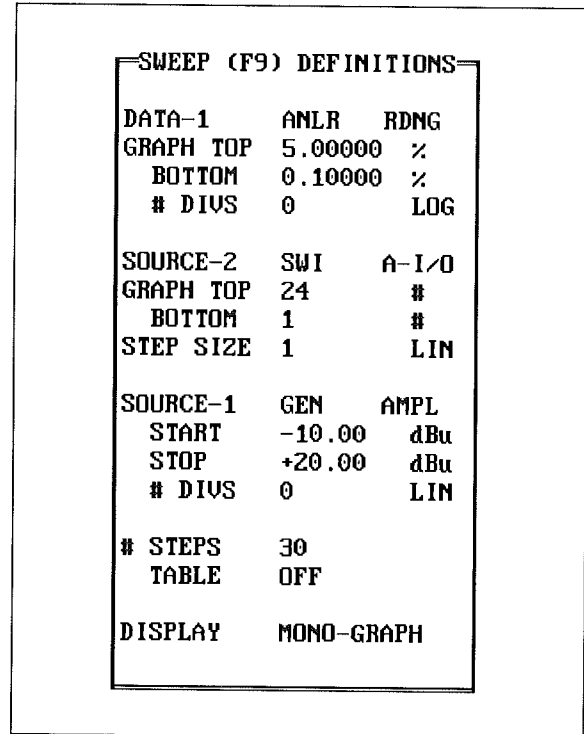 SWEEP (F9) DEFINITIONS
DATA-1 ANLR RDNG
GRAPH TOP 5.00000 %
BOTTOM 0.10000 %
# DIVS 0 LOG
SOURCE-2 SWI A-I/O
GRAPH TOP 24 #
BOTTOM 1 #
STEP SIZE 1 LIN
SOURCE-1 GEN AMPL
START -10.00 dBu
STOP +20.00 dBu
# DIVS 0 LIN
# STEPS 30
TABLE OFF
DISPLAY MONO-GRAPH